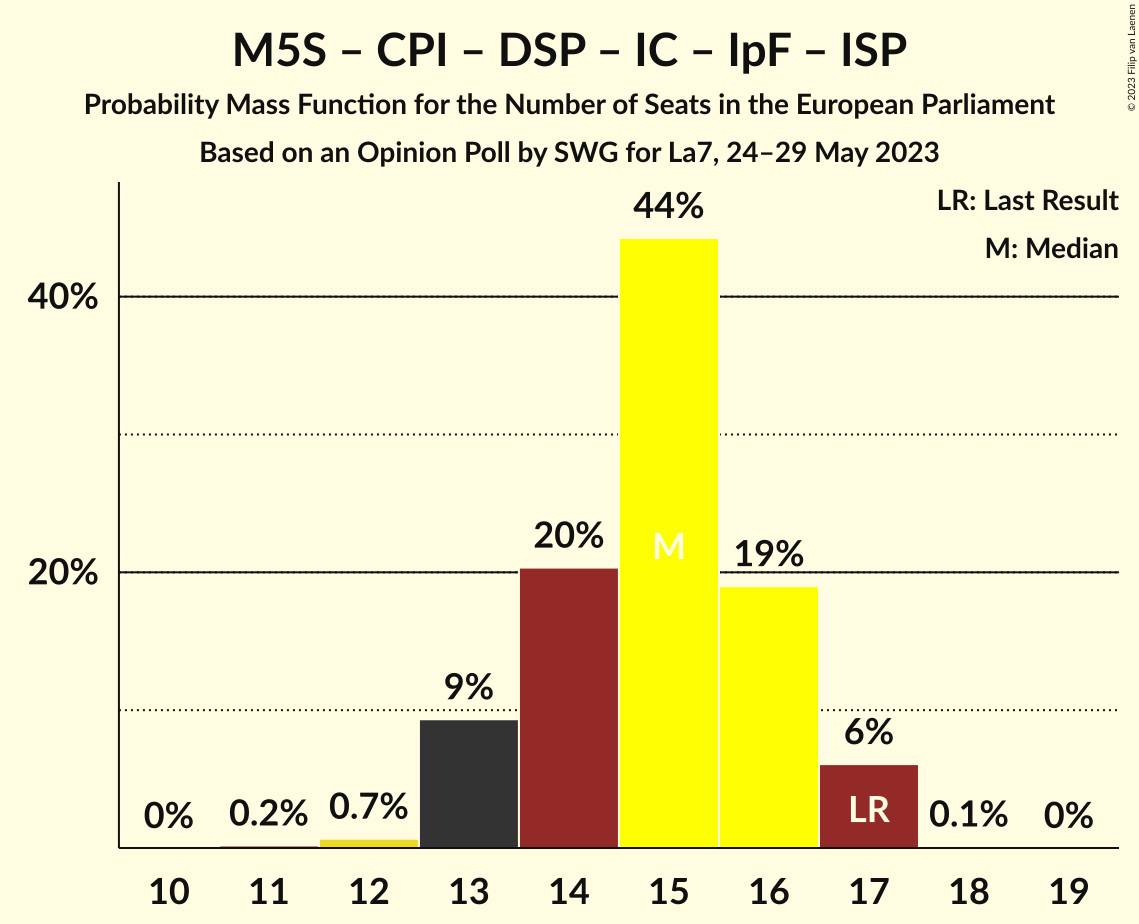 M5S – CPI – DSP – IC – IpF – ISP
Probability Mass Function for the Number of Seats in the European Parliament
Based on an Opinion Poll by SWG for La7, 24–29 May 2023
© 2023 Filip van Laenen
LR: Last Result
M: Median
40%
20%
0%
0.2%
0.7%
9%
20%
44%
M
19%
6%
LR
0.1%
0%
10 11 12 13 14 15 16 17 18 19